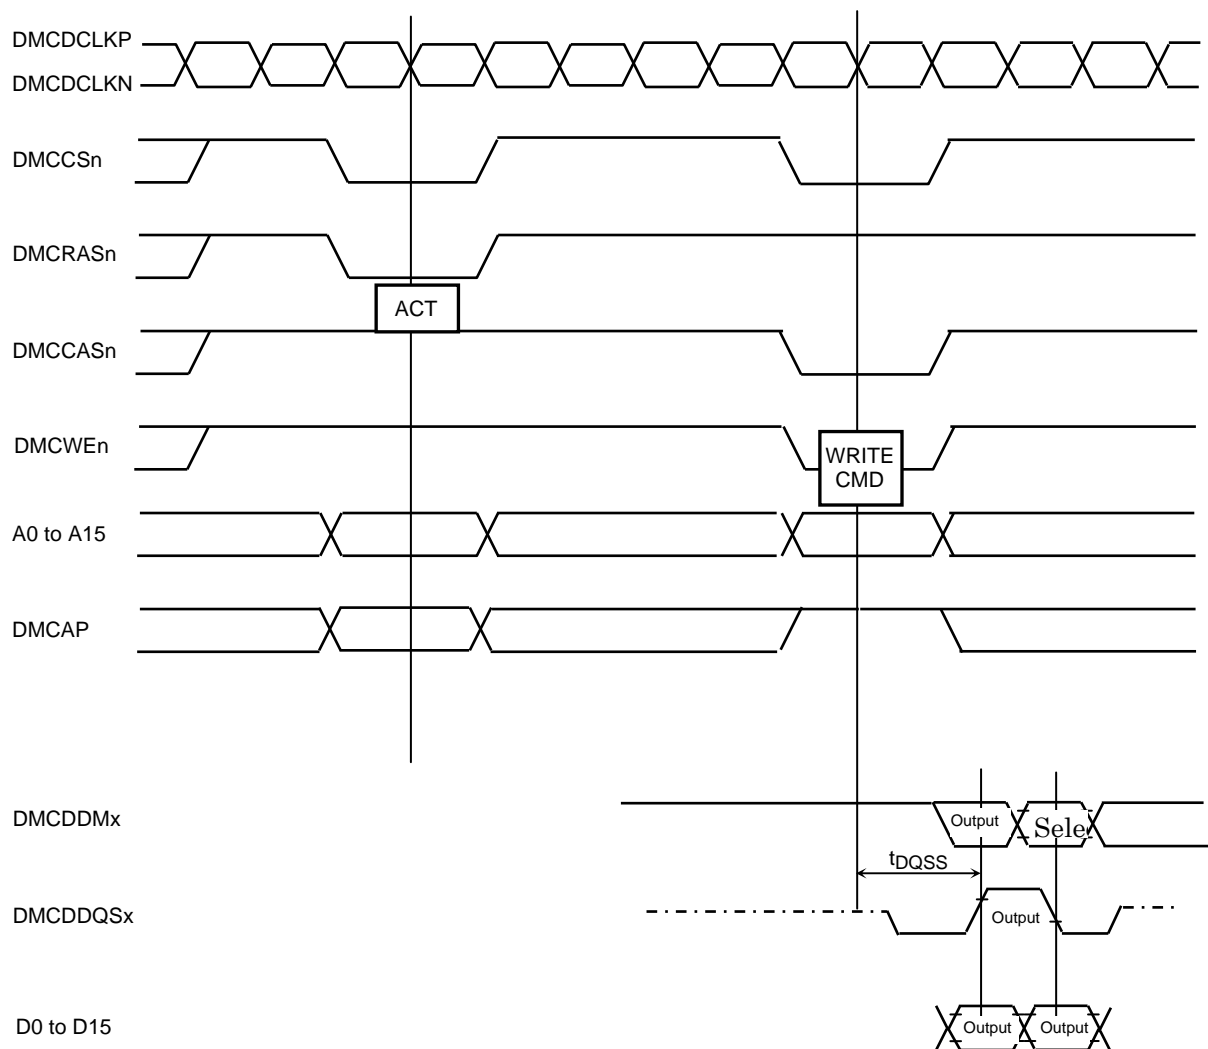 DMCDCLKP
DMCDCLKN
DMCCSn
DMCRASn
ACT
DMCCASn
DMCWEn
WRITE
CMD
A0 to A15
DMCAP
DMCDDMx
Output
Sele
tDQSS
DMCDDQSx
Output
D0 to D15
Output
Output